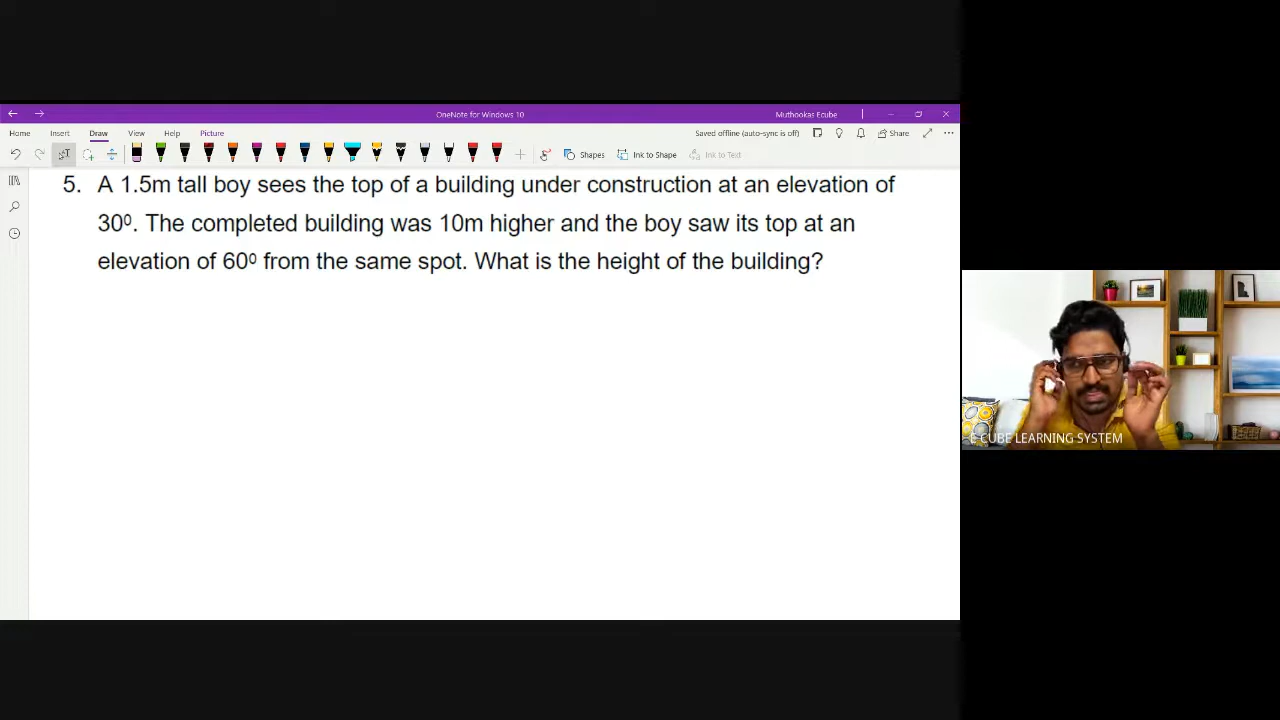 OneNote for Windows 10
Muthookas Ecube
Home Insert Draw View Help Picture
Saved offline (auto-sync is off)
Share
Shapes
Ink to Shape
Ink to Text
5. A 1.5m tall boy sees the top of a building under construction at an elevation of
30⁰. The completed building was 10m higher and the boy saw its top at an
elevation of 60⁰ from the same spot. What is the height of the building?
E CUBE LEARNING SYSTEM